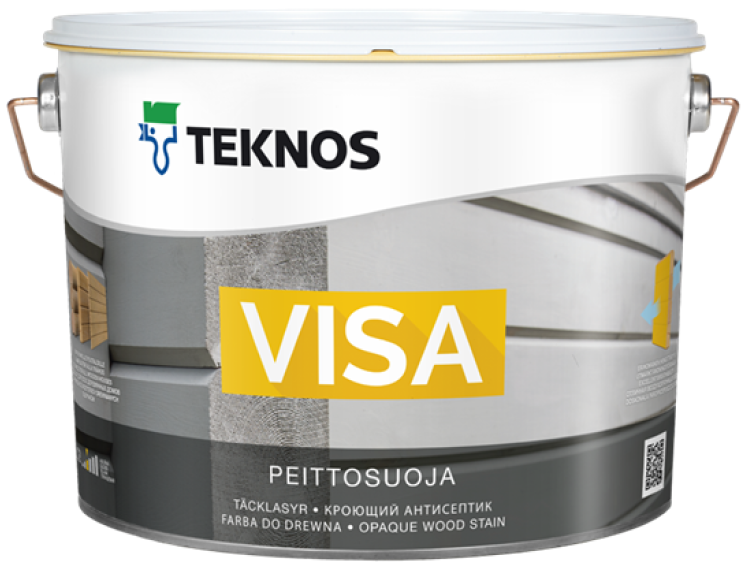 TEKNOS
VISA
PEITTOSUOJA
TÄCKLASYR • КРОЮЩИЙ АНТИСЕПТИК
FARBA DO DREWNA • OPAQUE WOOD STAIN